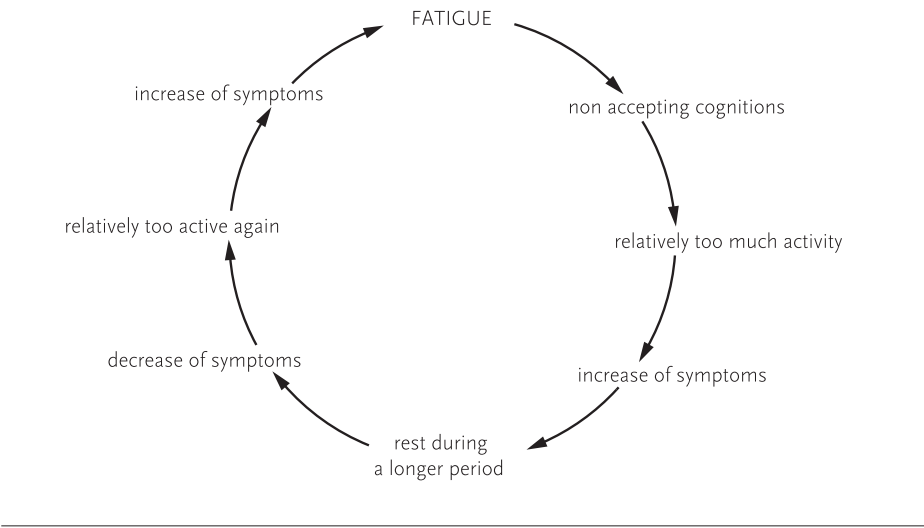 FATIGUE
non accepting cognitions
relatively too much activity
increase of symptoms
rest during
a longer period
decrease of symptoms
relatively too active again
increase of symptoms